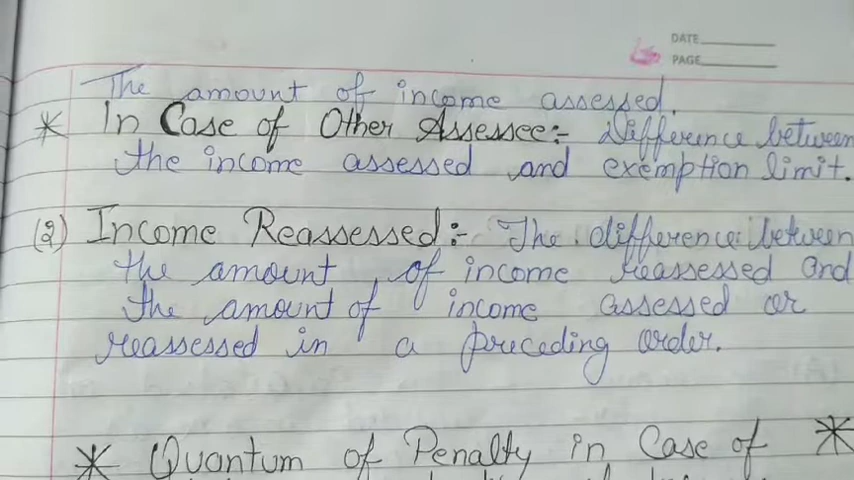 DATE
PAGE
The amount of income assessed.
* In Case of Other Assessee:- Difference between
the income assessed and exemption limit.
(2) Income Reassessed:- The difference between
the amount of income reassessed and
the amount of income assessed or
reassessed in a preceding order.
* Quantum of Penalty in Case of *